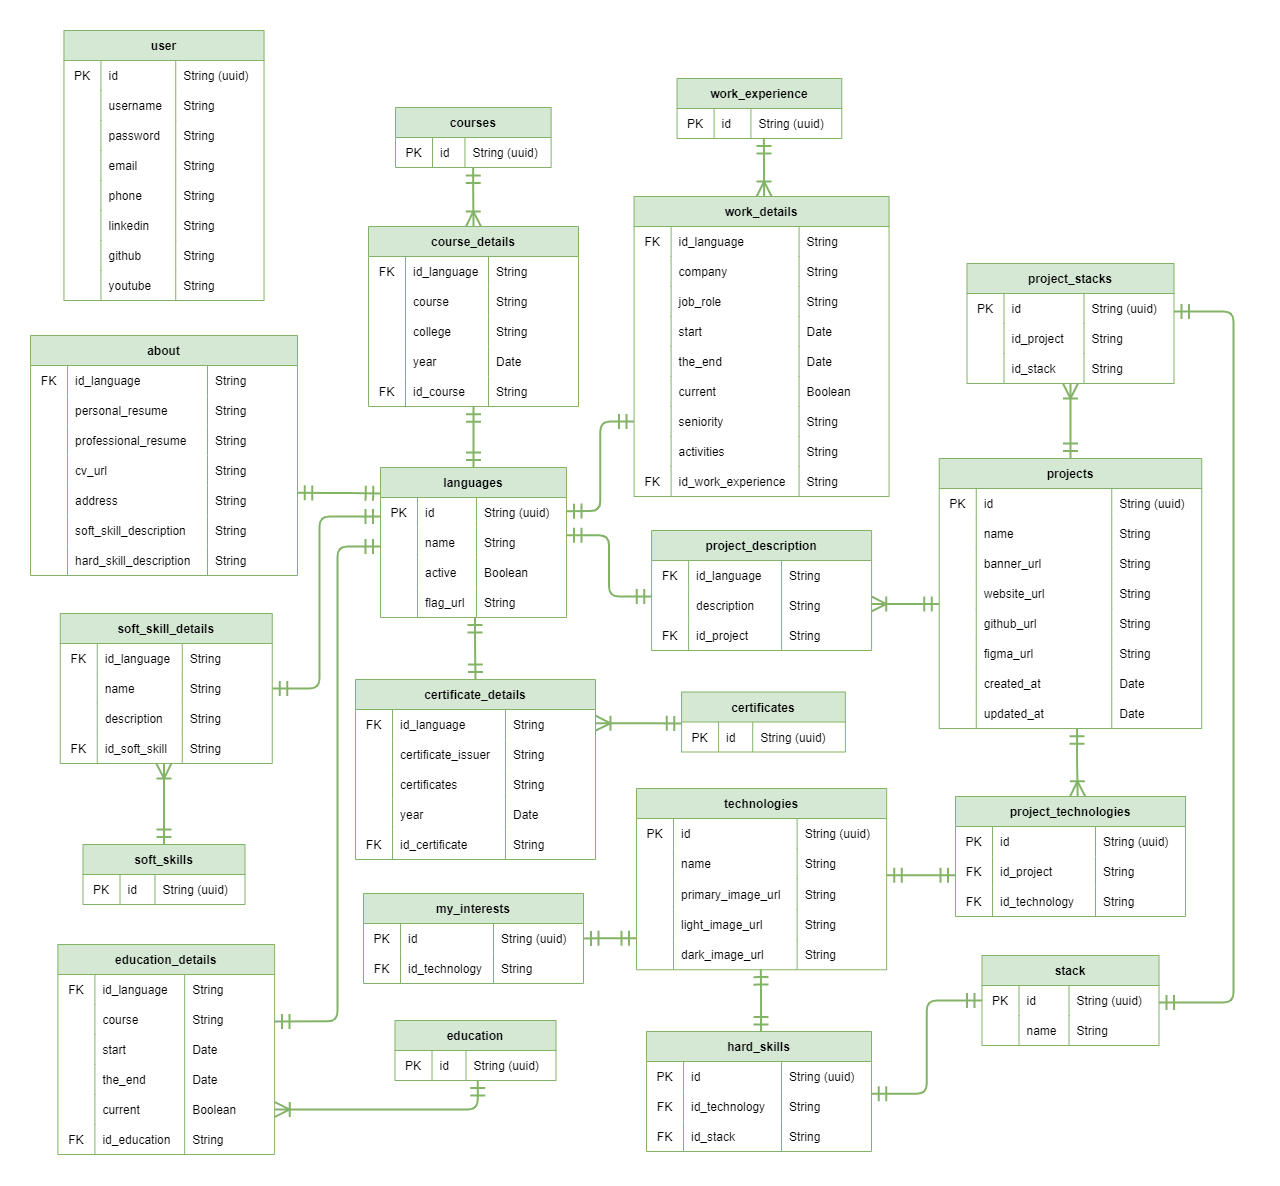 user
PK id String (uuid)
username String
password String
email String
phone String
linkedin String
github String
youtube String
courses
PK id String (uuid)
work_experience
PK id String (uuid)
course_details
FK id_language String
course String
college String
year Date
FK id_course String
work_details
FK id_language String
company String
job_role String
start Date
the_end Date
current Boolean
seniority String
activities String
FK id_work_experience String
project_stacks
PK id String (uuid)
id_project String
id_stack String
about
FK id_language String
personal_resume String
professional_resume String
cv_url String
address String
soft_skill_description String
hard_skill_description String
languages
PK id String (uuid)
name String
active Boolean
flag_url String
project_description
FK id_language String
description String
FK id_project String
projects
PK id String (uuid)
name String
banner_url String
website_url String
github_url String
figma_url String
created_at Date
updated_at Date
soft_skill_details
FK id_language String
name String
description String
FK id_soft_skill String
certificate_details
FK id_language String
certificate_issuer String
certificates String
year Date
FK id_certificate String
certificates
PK id String (uuid)
technologies
PK id String (uuid)
name String
primary_image_url String
light_image_url String
dark_image_url String
project_technologies
PK id String (uuid)
FK id_project String
FK id_technology String
soft_skills
PK id String (uuid)
my_interests
PK id String (uuid)
FK id_technology String
education_details
FK id_language String
course String
start Date
the_end Date
current Boolean
FK id_education String
education
PK id String (uuid)
hard_skills
PK id String (uuid)
FK id_technology String
FK id_stack String
stack
PK id String (uuid)
name String